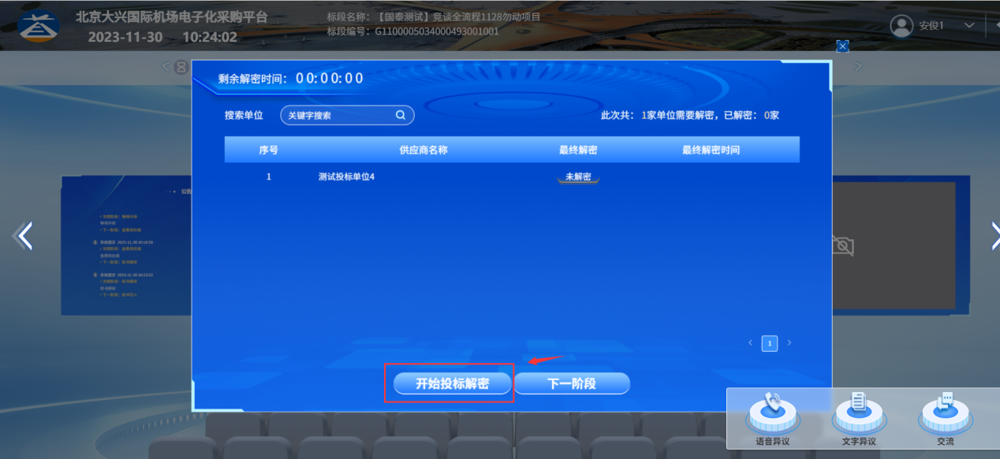 北京大兴国际机场电子化采购平台
2023-11-30 10:24:02
标段名称：【国泰测试】竞谈全流程1128勿动项目
标段编号：G1100005034000493001001
安俊1
剩余解密时间：00:00:00
搜索单位 关键字搜索
此次共：1家单位需要解密，已解密：0家
序号 供应商名称 最终解密 最终解密时间
1 测试投标单位4 未解密
公告
1
开始投标解密 下一阶段
语音异议 文字异议 交流